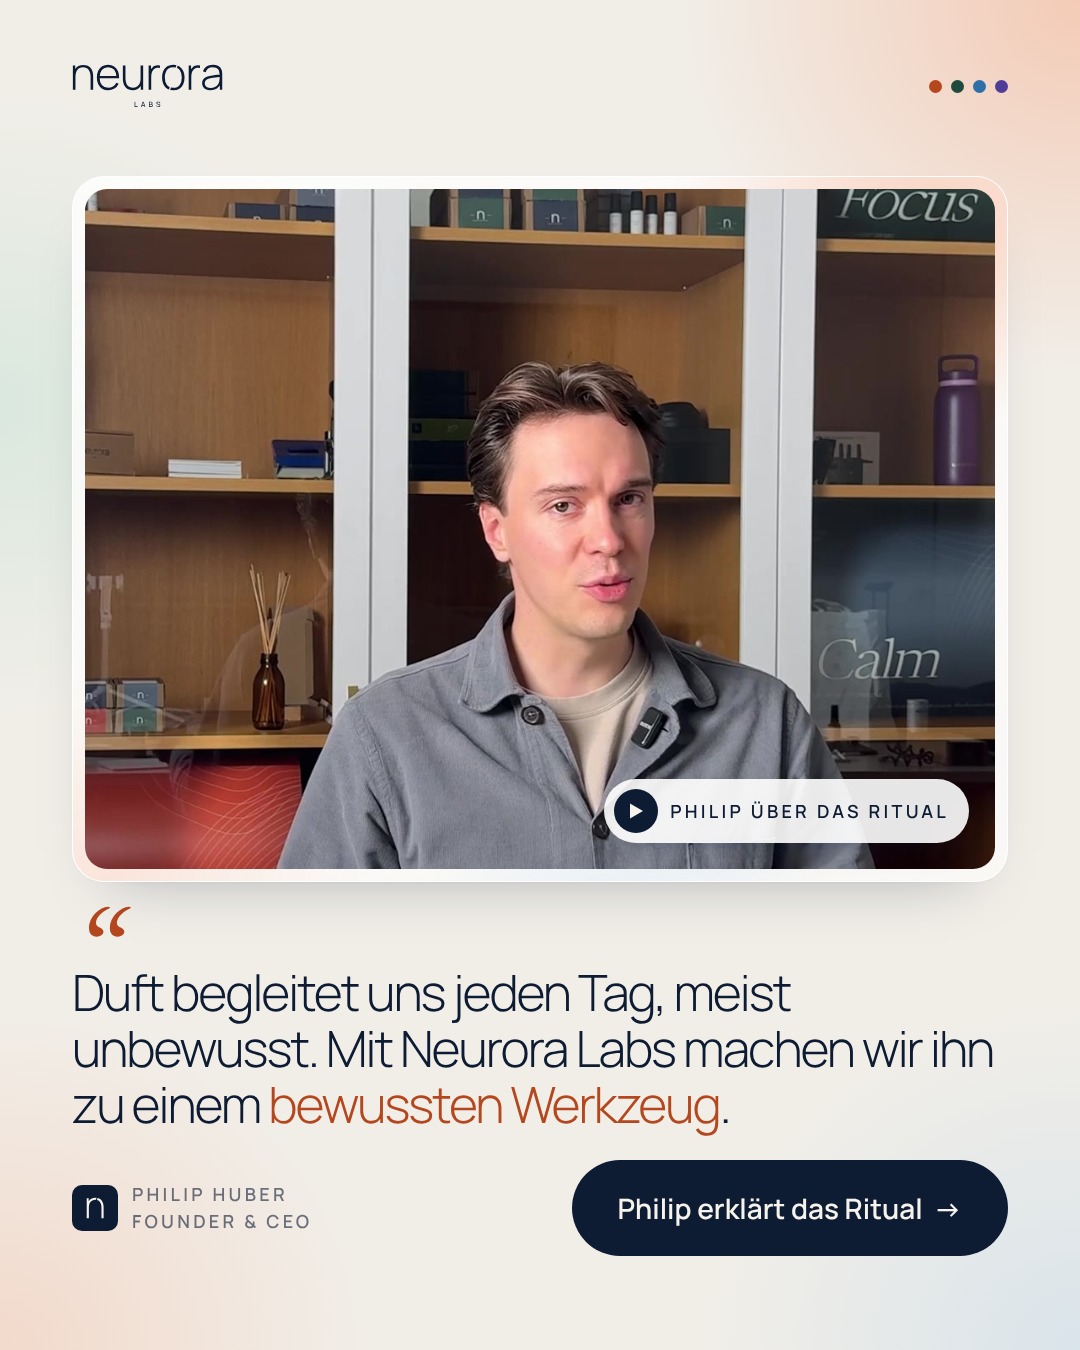 neurora
LABS
Focus
n
n
n
Calm
n
n
n
n
PHILIP ÜBER DAS RITUAL
“
Duft begleitet uns jeden Tag, meist
unbewusst. Mit Neurora Labs machen wir ihn
zu einem bewussten Werkzeug.
n
PHILIP HUBER
FOUNDER & CEO
Philip erklärt das Ritual →